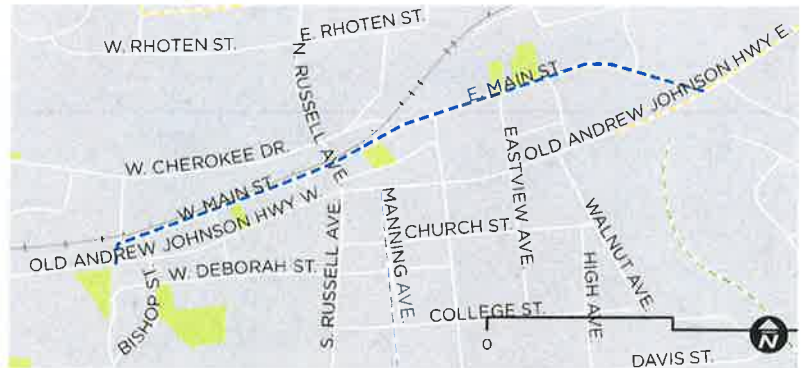 W. RHOTEN ST.
E. RHOTEN ST.
N. RUSSELL AVE.
E. MAIN ST.
OLD ANDREW JOHNSON HWY E
W. CHEROKEE DR.
W. MAIN ST.
OLD ANDREW JOHNSON HWY W
EASTVIEW AVE.
MANNING AVE.
CHURCH ST.
WALNUT AVE.
S. RUSSELL AVE.
W. DEBORAH ST.
BISHOP ST.
HIGH AVE
COLLEGE ST.
0
N
DAVIS ST.